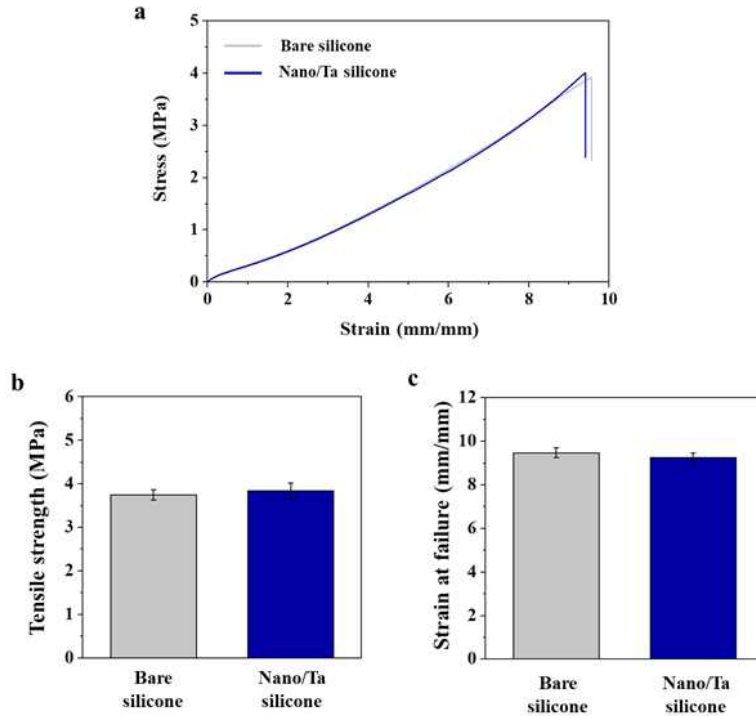 a
5
4
3
2
1
0
Stress (MPa)
Bare silicone
Nano/Ta silicone
0 2 4 6 8 10
Strain (mm/mm)
b
6
5
4
3
2
1
0
Tensile strength (MPa)
Bare silicone
Nano/Ta silicone
c
12
10
8
6
4
2
0
Strain at failure (mm/mm)
Bare silicone
Nano/Ta silicone